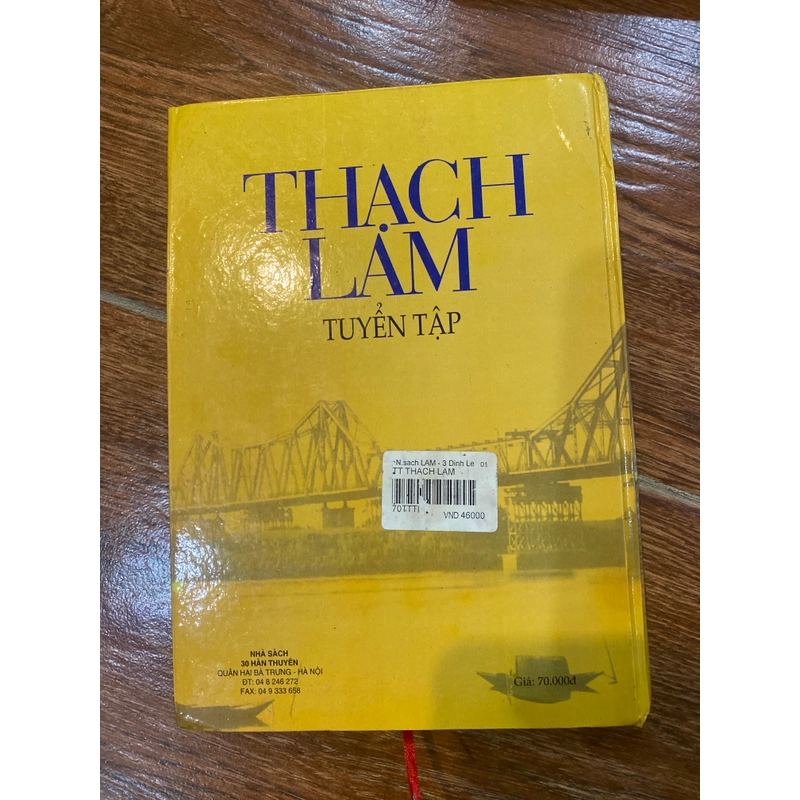 THẠCH
LAM
TUYỂN TẬP
N.sach LAM - 3 Dinh Le 01
TT THACH LAM
70TTTI
VND 46000
NHÀ SÁCH
30 HÀN THUYÊN
QUẬN HAI BÀ TRƯNG - HÀ NỘI
ĐT: 04 8 246 272
FAX: 04 9 333 658
Giá: 70.000đ